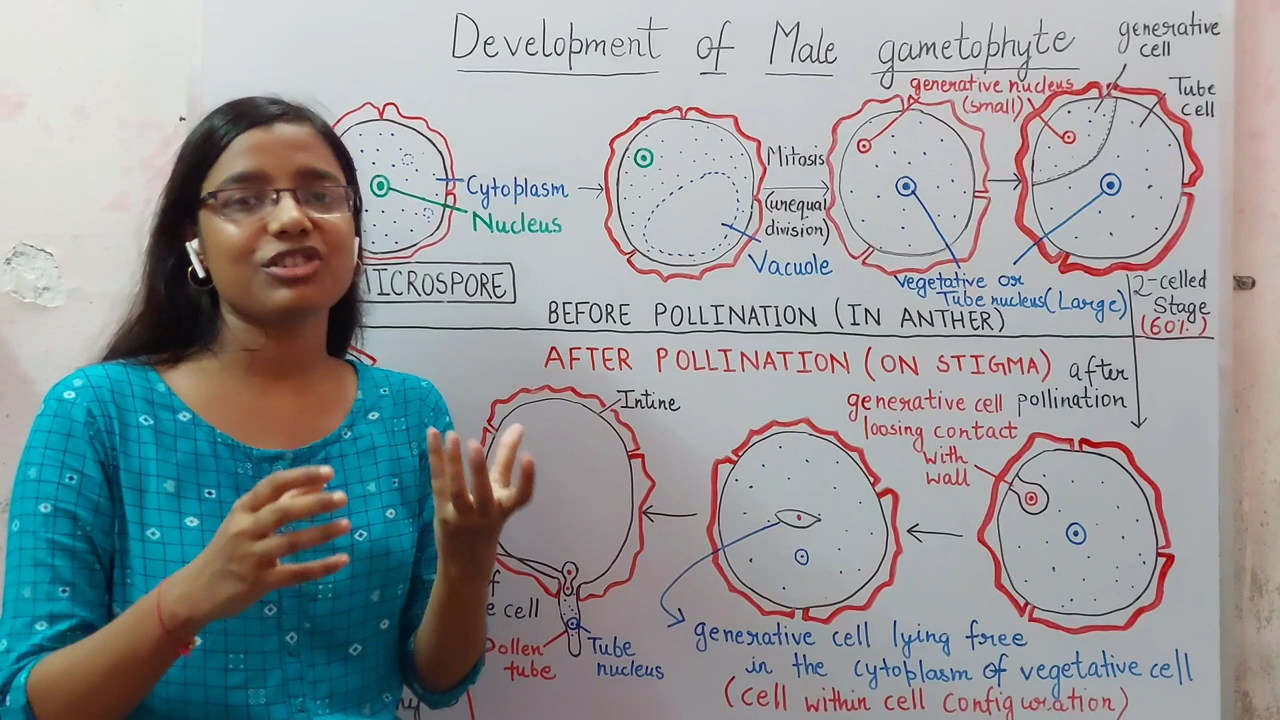 Development of Male gametophyte
generative
cell
generative nucleus
(small)
Tube
cell
Cytoplasm
Nucleus
Mitosis
(unequal
division)
Vacuole
vegetative or
Tube nucleus (Large)
MICROSPORE
2-celled
Stage
(60%)
BEFORE POLLINATION (IN ANTHER)
AFTER POLLINATION (ON STIGMA)
after
pollination
Intine
generative cell
loosing contact
with
wall
cell
Pollen
tube
Tube
nucleus
generative cell lying free
in the cytoplasm of vegetative cell
(cell within cell configuration)